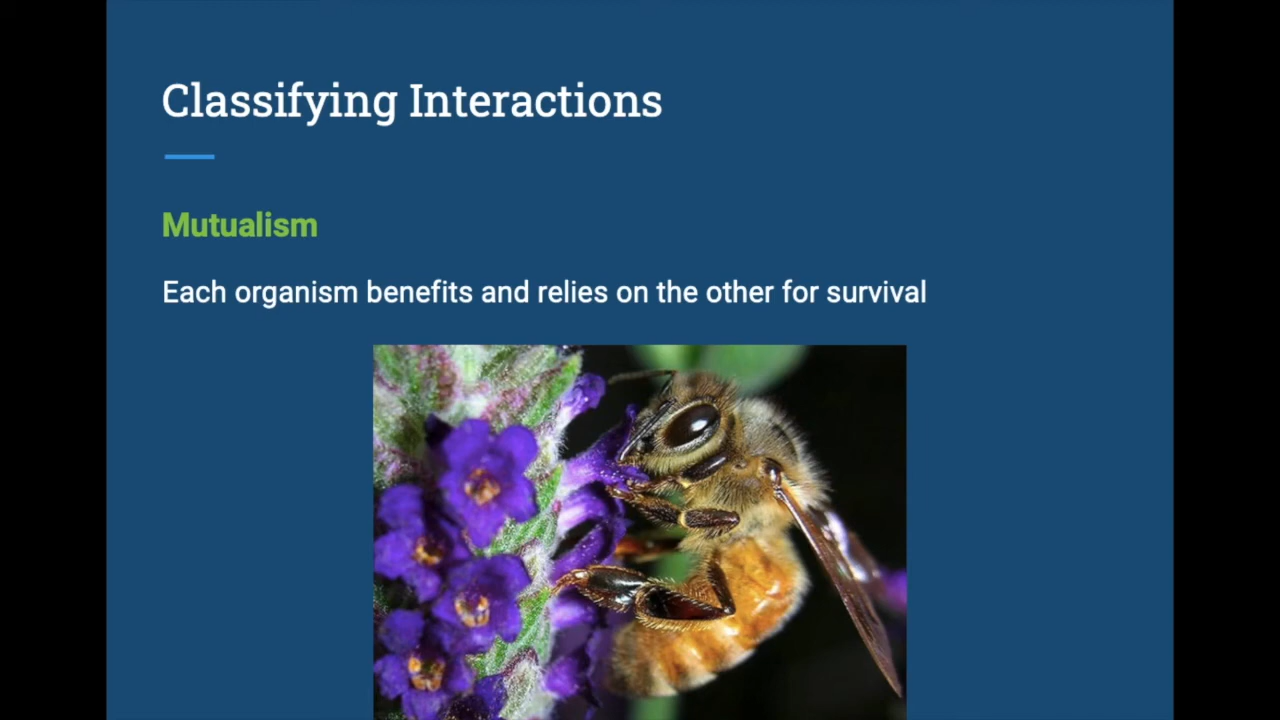 Classifying Interactions
Mutualism
Each organism benefits and relies on the other for survival